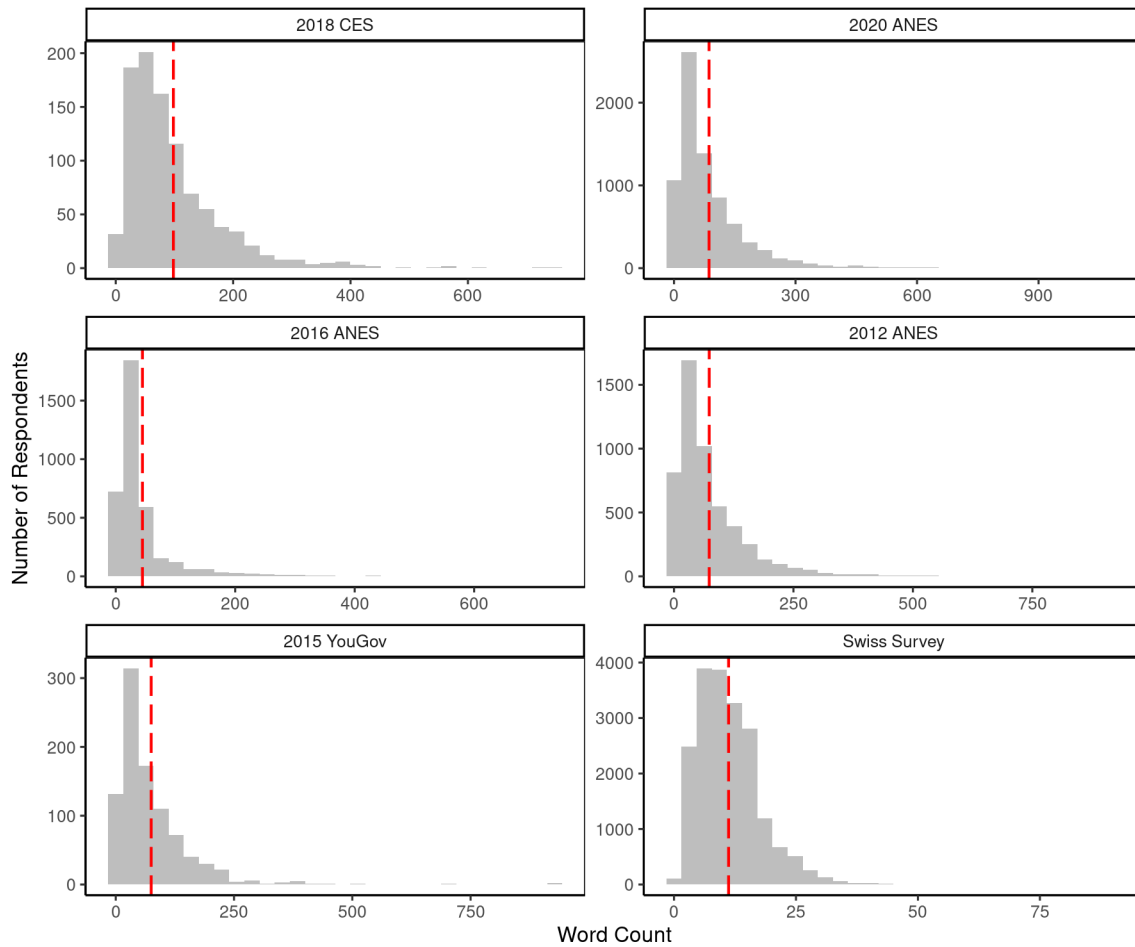 2018 CES
2020 ANES
200
150
100
50
0
0 200 400 600
2000
1000
0
0 300 600 900
2016 ANES
2012 ANES
Number of Respondents
1500
1000
500
0
0 200 400 600
1500
1000
500
0
0 250 500 750
2015 YouGov
Swiss Survey
300
200
100
0
0 250 500 750
4000
3000
2000
1000
0
0 25 50 75
Word Count